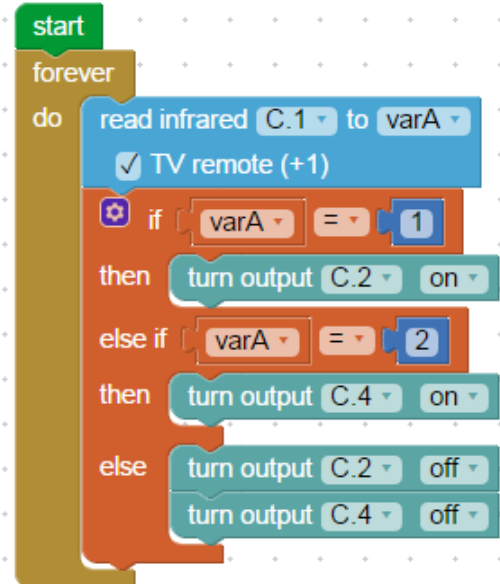 start
forever
do read infrared C.1 to varA
✓ TV remote (+1)
if varA = 1
then turn output C.2 on
else if varA = 2
then turn output C.4 on
else turn output C.2 off
turn output C.4 off